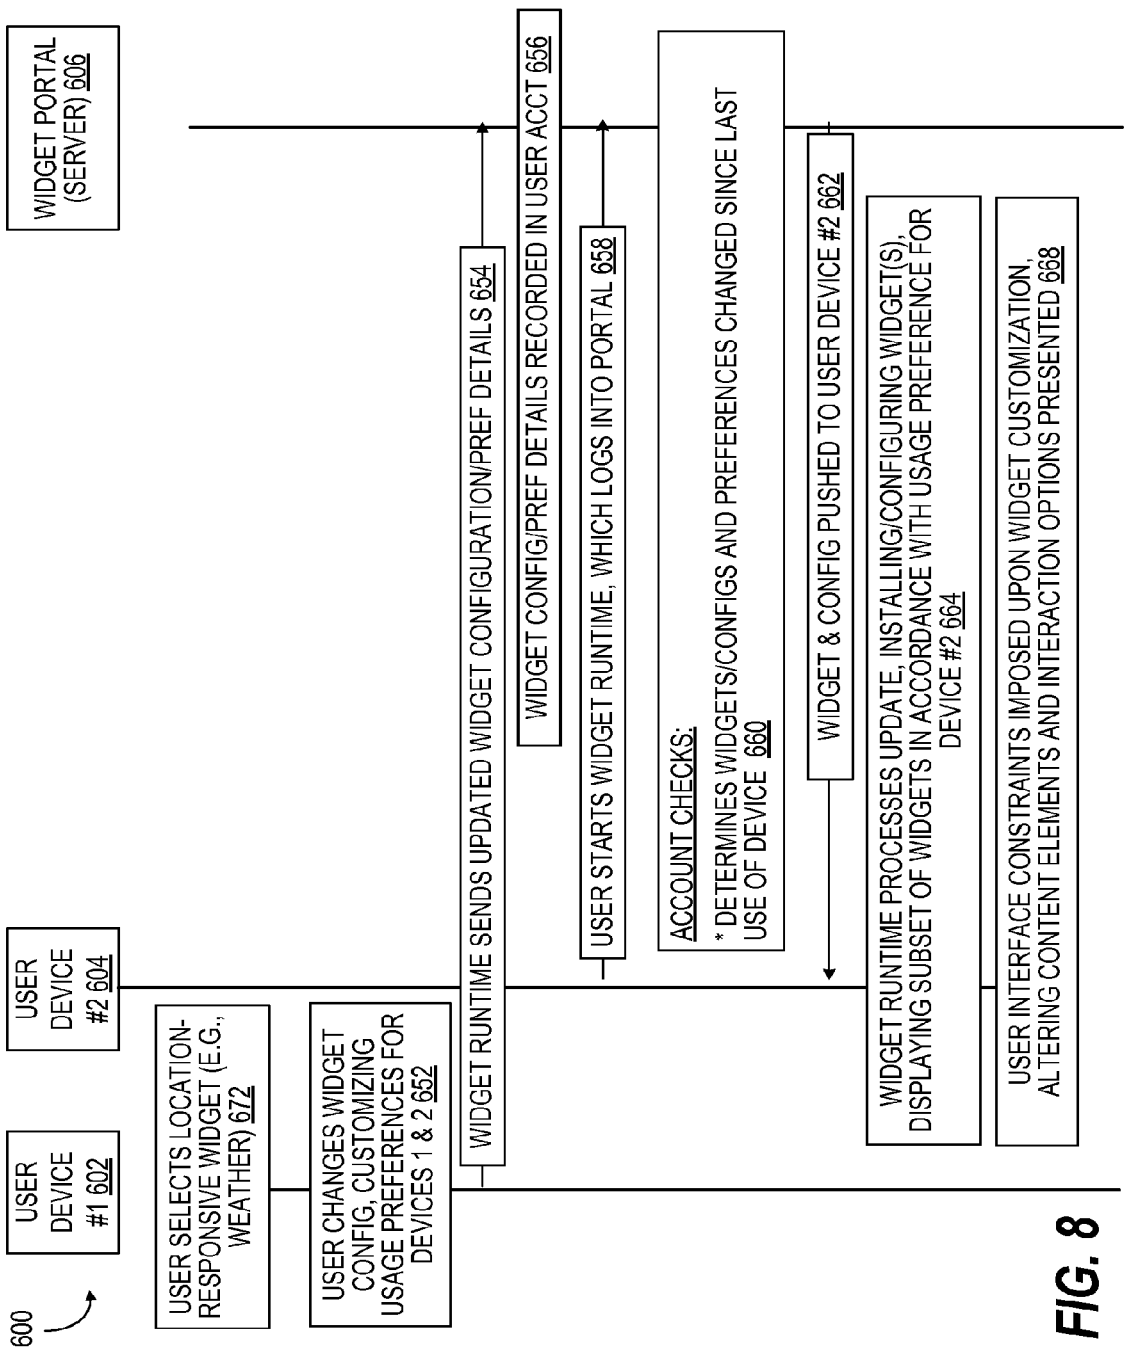 600
USER
DEVICE
#1 602
USER
DEVICE
#2 604
WIDGET PORTAL
(SERVER) 606
USER SELECTS LOCATION-
RESPONSIVE WIDGET (E.G.,
WEATHER) 672
USER CHANGES WIDGET
CONFIG, CUSTOMIZING
USAGE PREFERENCES FOR
DEVICES 1 & 2 652
WIDGET RUNTIME SENDS UPDATED WIDGET CONFIGURATION/PREF DETAILS 654
WIDGET CONFIG/PREF DETAILS RECORDED IN USER ACCT 656
USER STARTS WIDGET RUNTIME, WHICH LOGS INTO PORTAL 658
ACCOUNT CHECKS:
* DETERMINES WIDGETS/CONFIGS AND PREFERENCES CHANGED SINCE LAST
USE OF DEVICE 660
WIDGET & CONFIG PUSHED TO USER DEVICE #2 662
WIDGET RUNTIME PROCESSES UPDATE, INSTALLING/CONFIGURING WIDGET(S),
DISPLAYING SUBSET OF WIDGETS IN ACCORDANCE WITH USAGE PREFERENCE FOR
DEVICE #2 664
USER INTERFACE CONSTRAINTS IMPOSED UPON WIDGET CUSTOMIZATION,
ALTERING CONTENT ELEMENTS AND INTERACTION OPTIONS PRESENTED 668
FIG. 8